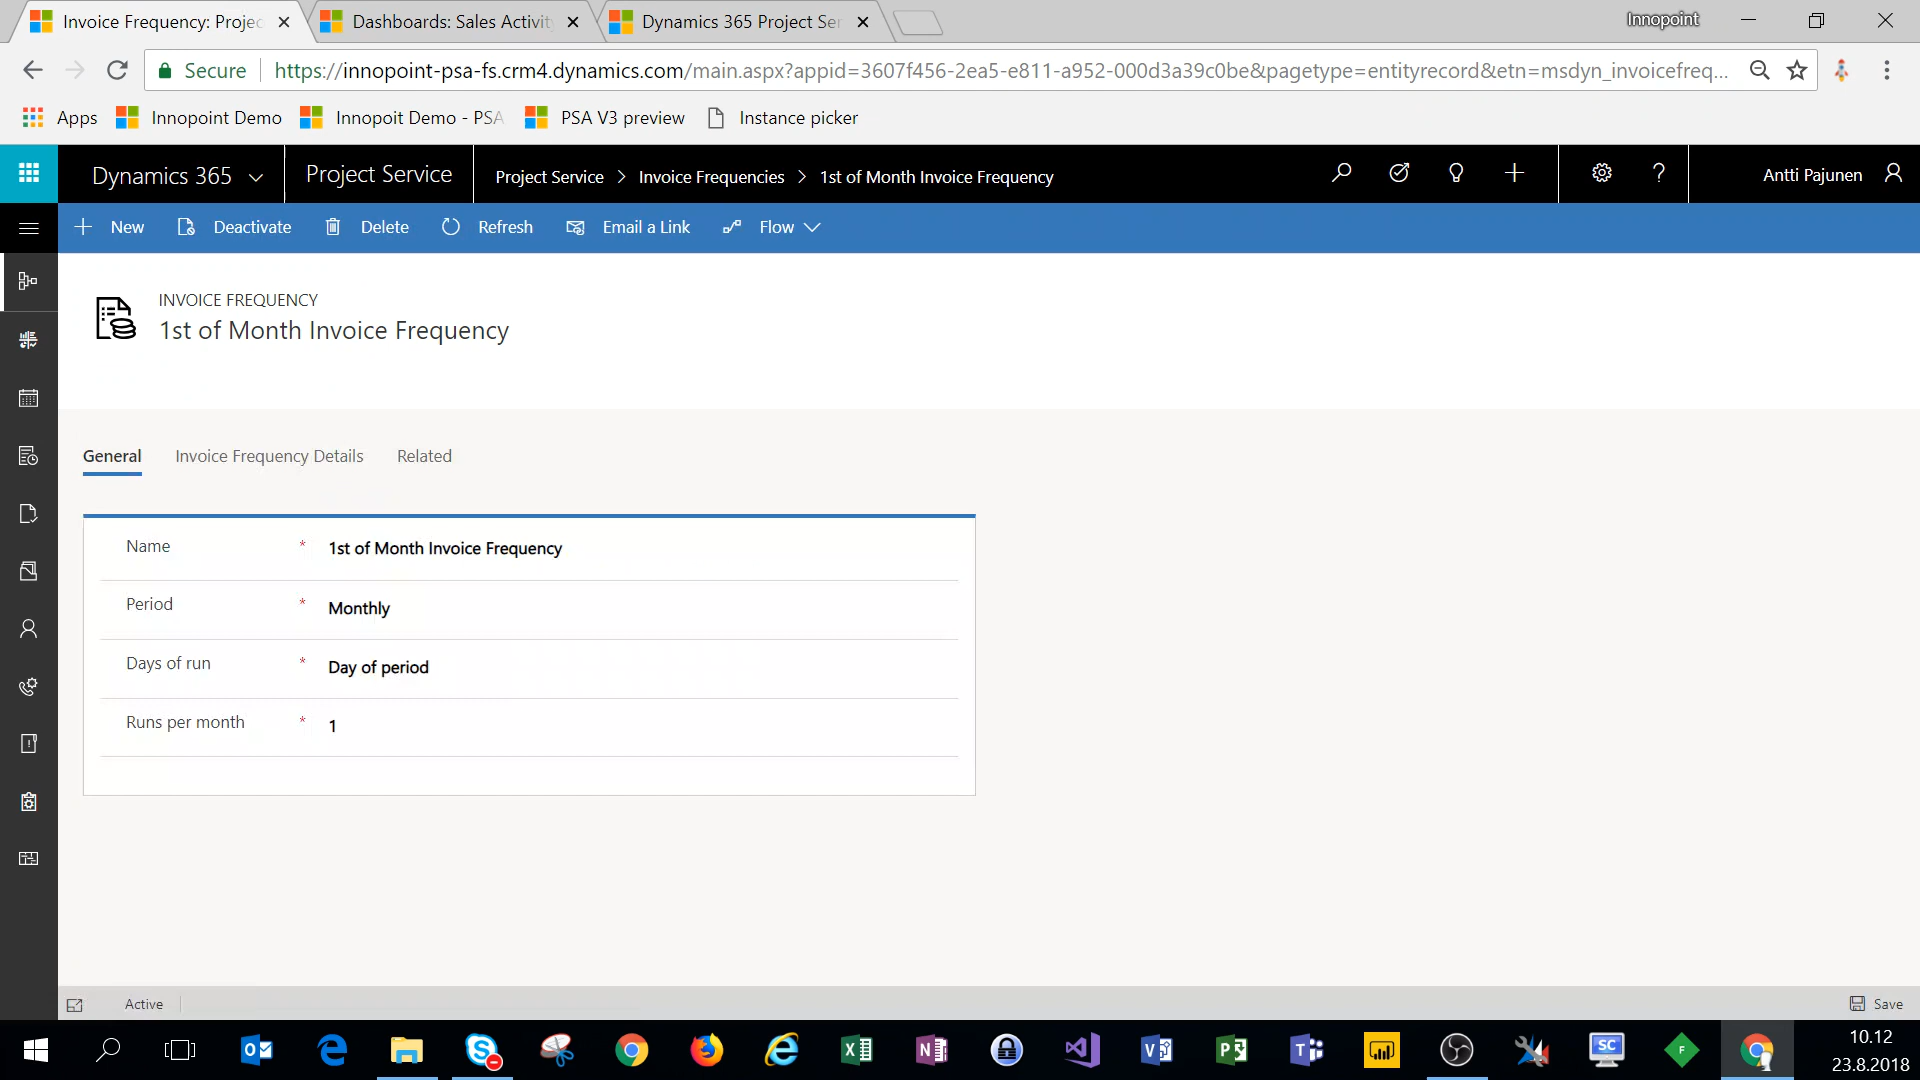 Invoice Frequency: Projec
Dashboards: Sales Activit
Dynamics 365 Project Ser
Innopoint
Secure
https://innopoint-psa-fs.crm4.dynamics.com/main.aspx?appid=3607f456-2ea5-e811-a952-000d3a39c0be&pagetype=entityrecord&etn=msdyn_invoicefreq...
Apps
Innopoint Demo
Innopoit Demo - PSA
PSA V3 preview
Instance picker
Dynamics 365
Project Service
Project Service > Invoice Frequencies > 1st of Month Invoice Frequency
Antti Pajunen
New
Deactivate
Delete
Refresh
Email a Link
Flow
INVOICE FREQUENCY
1st of Month Invoice Frequency
General
Invoice Frequency Details
Related
Name * 1st of Month Invoice Frequency
Period * Monthly
Days of run * Day of period
Runs per month * 1
Active
Save
10.12
23.8.2018